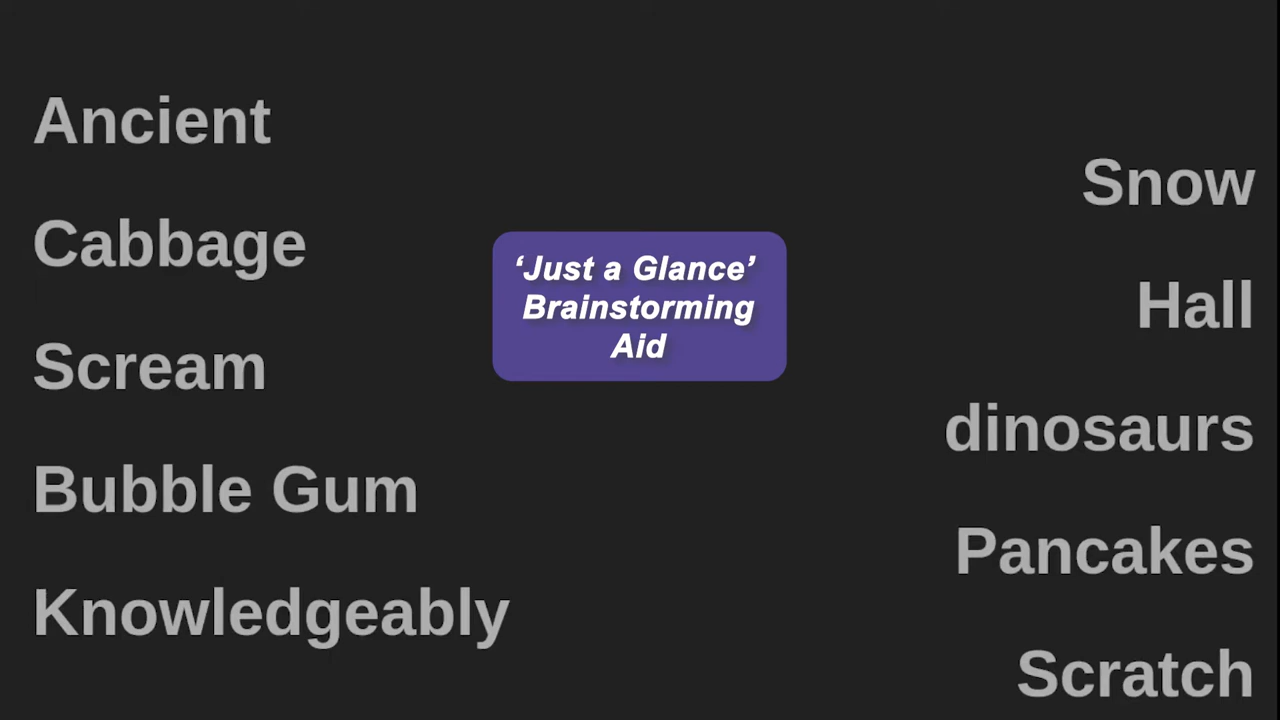 Ancient
Cabbage
Scream
Bubble Gum
Knowledgeably
‘Just a Glance’
Brainstorming
Aid
Snow
Hall
dinosaurs
Pancakes
Scratch